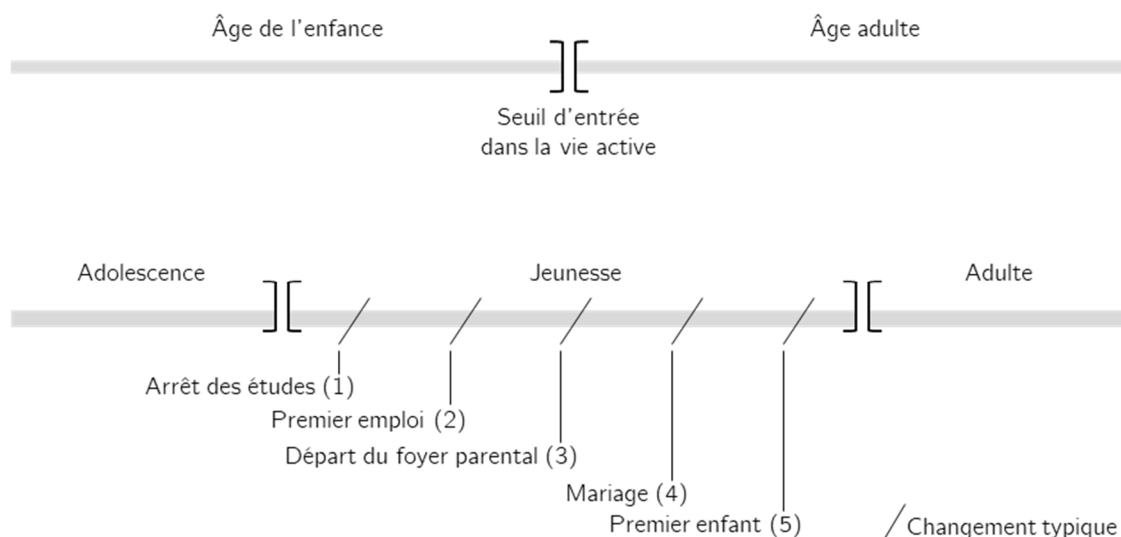 Âge de l'enfance
Âge adulte
Seuil d'entrée
dans la vie active
Adolescence
Jeunesse
Adulte
Arrêt des études (1)
Premier emploi (2)
Départ du foyer parental (3)
Mariage (4)
Premier enfant (5)
Changement typique